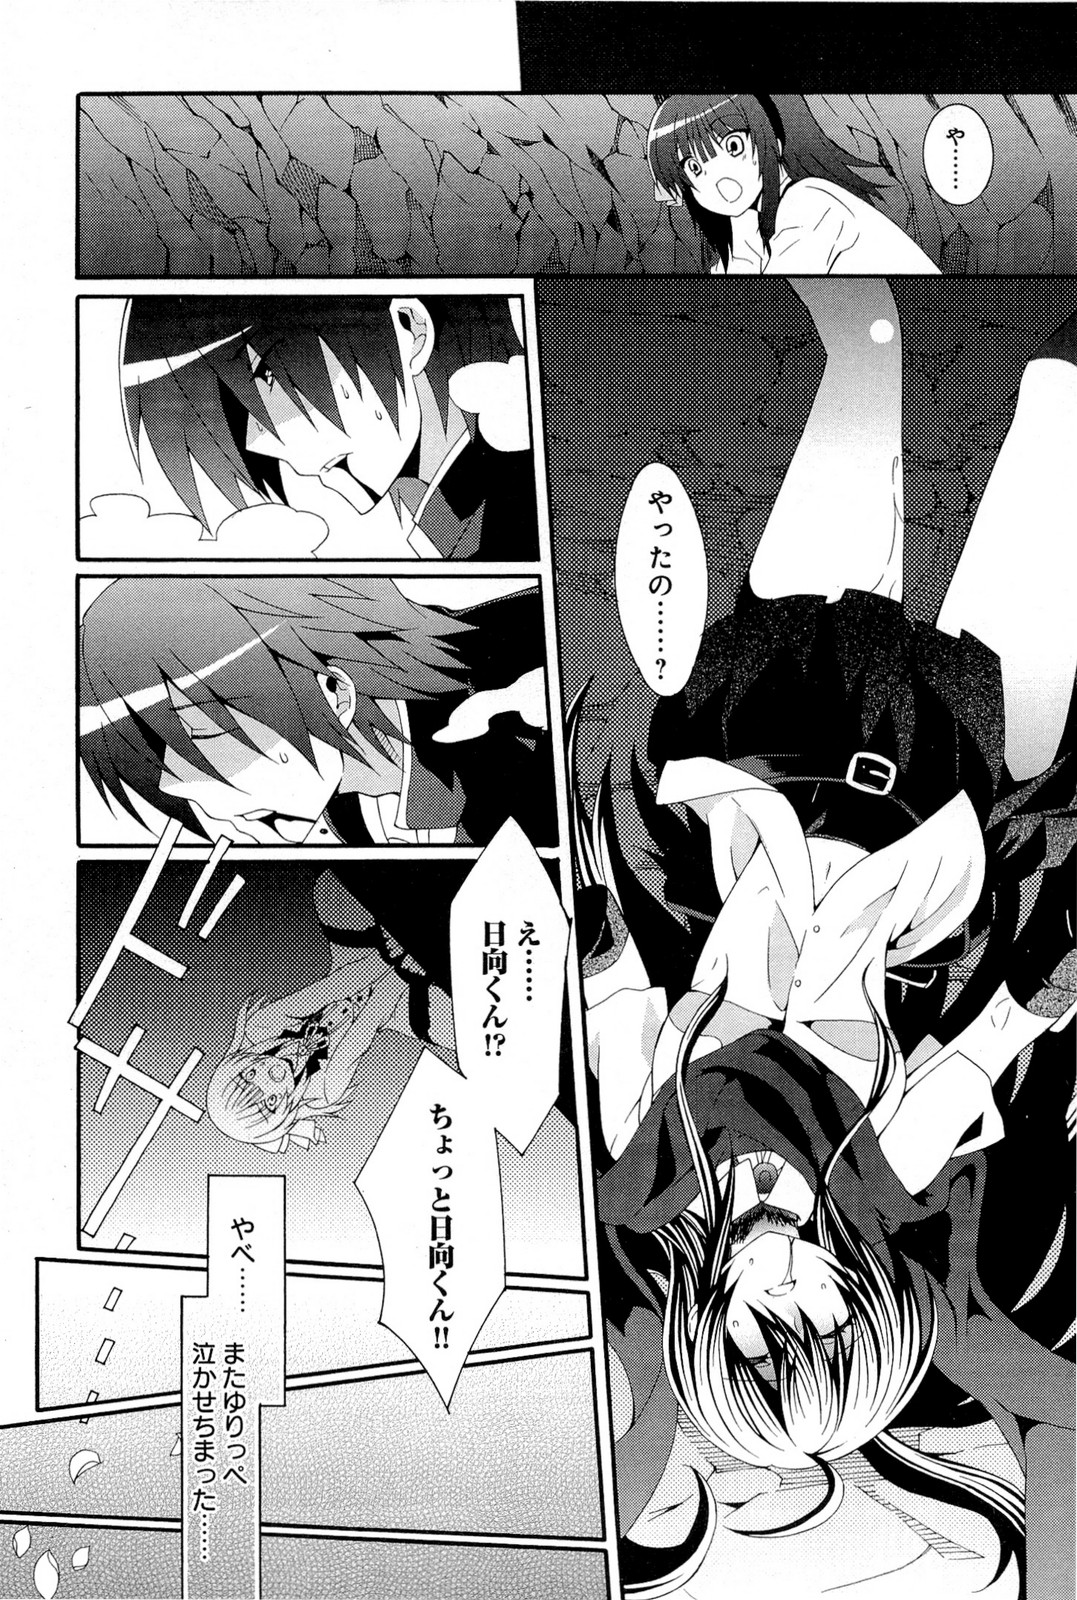 や……
やったの……？
え……
日向くん!?
ちょっと日向くん!!
ドサッ
やべ……
またゆりっぺ
泣かせちまった……